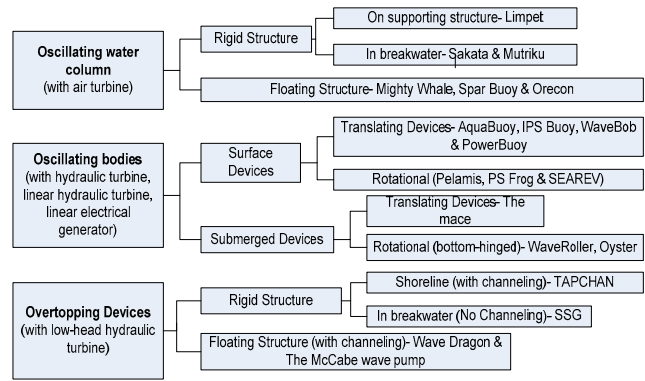 Oscillating water
column
(with air turbine)
Rigid Structure
On supporting structure- Limpet
In breakwater- Sakata & Mutriku
Floating Structure- Mighty Whale, Spar Buoy & Orecon
Oscillating bodies
(with hydraulic turbine,
linear hydraulic turbine,
linear electrical
generator)
Surface
Devices
Translating Devices- AquaBuoy, IPS Buoy, WaveBob
& PowerBuoy
Rotational (Pelamis, PS Frog & SEAREV)
Submerged Devices
Translating Devices- The
mace
Rotational (bottom-hinged)- WaveRoller, Oyster
Overtopping Devices
(with low-head hydraulic
turbine)
Rigid Structure
Shoreline (with channeling)- TAPCHAN
In breakwater (No Channeling)- SSG
Floating Structure (with channeling)- Wave Dragon &
The McCabe wave pump